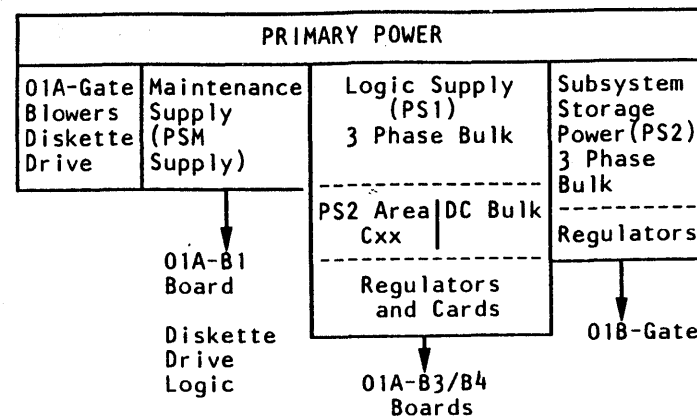 PRIMARY POWER
01A-Gate
Blowers
Diskette
Drive
Maintenance
Supply
(PSM
Supply)
Logic Supply
(PS1)
3 Phase Bulk
PS2 Area
Cxx
DC Bulk
Regulators
and Cards
Subsystem
Storage
Power(PS2)
3 Phase
Bulk
Regulators
01A-B1
Board
Diskette
Drive
Logic
01A-B3/B4
Boards
01B-Gate